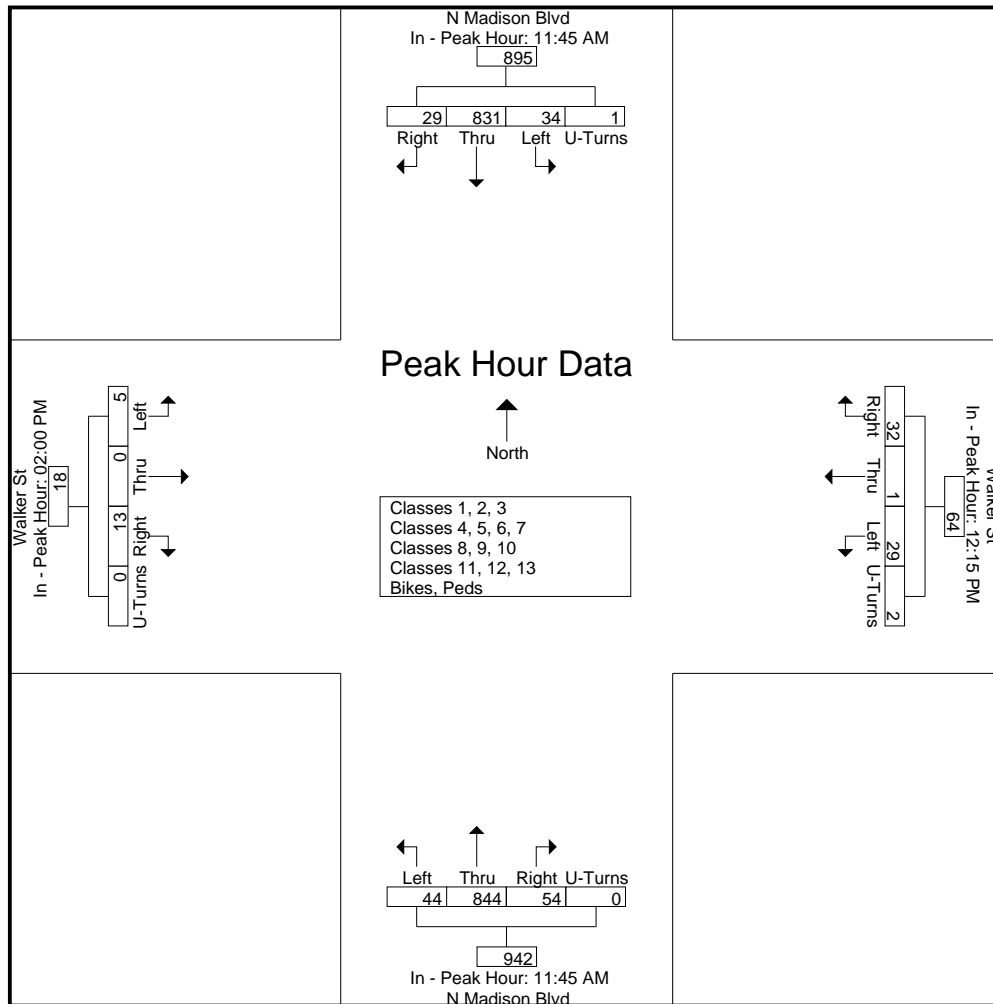 N Madison Blvd
In - Peak Hour: 11:45 AM
895
29 831 34 1
Right Thru Left U-Turns
Peak Hour Data
North
Classes 1, 2, 3
Classes 4, 5, 6, 7
Classes 8, 9, 10
Classes 11, 12, 13
Bikes, Peds
Walker St
In - Peak Hour: 02:00 PM
18
5 0 13 0
Left Thru Right U-Turns
Walker St
In - Peak Hour: 12:15 PM
64
32 1 29 2
Right Thru Left U-Turns
Left Thru Right U-Turns
44 844 54 0
942
In - Peak Hour: 11:45 AM
N Madison Blvd